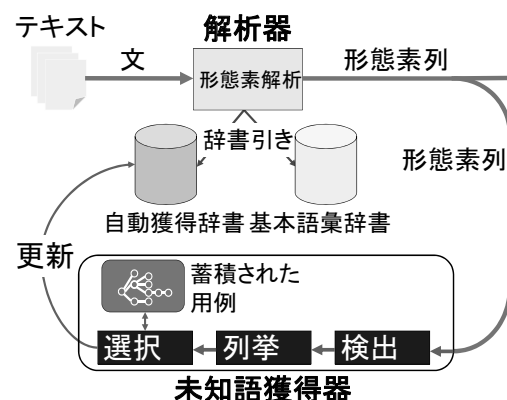 テキスト
解析器
文
形態素解析
形態素列
辞書引き
形態素列
自動獲得辞書
基本語彙辞書
更新
蓄積された
用例
選択
列挙
検出
未知語獲得器